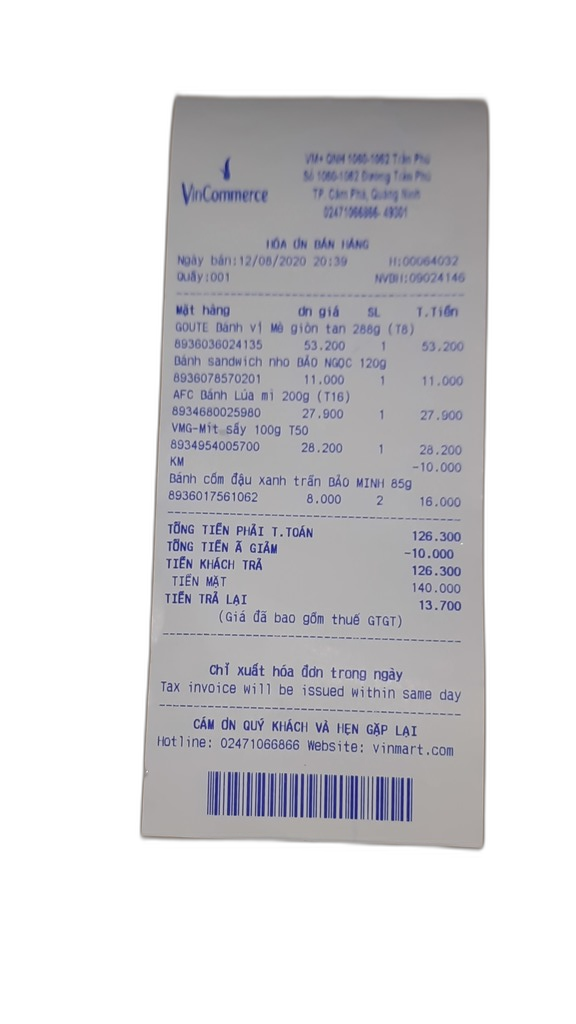 VinCommerce
VM+ QNH 1060-1062 Trần Phú
Số 1060-1062 Đường Trần Phú
TP. Cẩm Phả, Quảng Ninh
02471066866- 49301
HÓA ĐƠN BÁN HÀNG
Ngày bán:12/08/2020 20:39 H:00064032
Quầy:001 NVBH:09024146
Mặt hàng ơn giá SL T.Tiền
GOUTE Bánh vị Mè giòn tan 288g (T8)
8936036024135 53.200 1 53.200
Bánh sandwich nho BẢO NGỌC 120g
8936078570201 11.000 1 11.000
AFC Bánh Lúa mì 200g (T16)
8934680025980 27.900 1 27.900
VMG-Mít sấy 100g T50
8934954005700 28.200 1 28.200
KM -10.000
Bánh cốm đậu xanh trần BẢO MINH 85g
8936017561062 8.000 2 16.000
TỔNG TIỀN PHẢI T.TOÁN 126.300
TỔNG TIỀN Ã GIẢM -10.000
TIỀN KHÁCH TRẢ 126.300
TIỀN MẶT 140.000
TIỀN TRẢ LẠI 13.700
(Giá đã bao gồm thuế GTGT)
Chỉ xuất hóa đơn trong ngày
Tax invoice will be issued within same day
CẢM ƠN QUÝ KHÁCH VÀ HẸN GẶP LẠI
Hotline: 02471066866 Website: vinmart.com